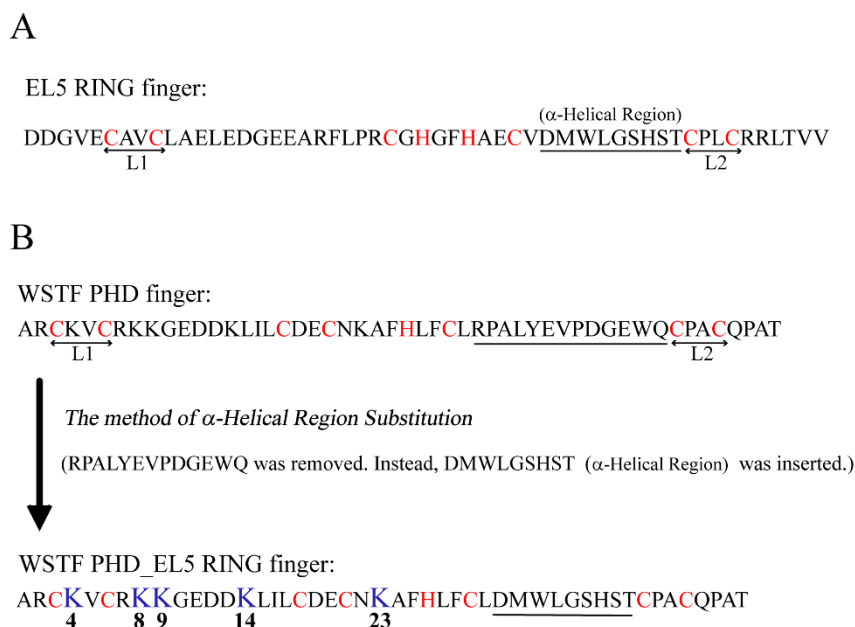 A
EL5 RING finger:
(α-Helical Region)
DDGVECAVCLAELEDGEEARFLPRCGHGFHAECVDMWLGSHSTCPLCRRLTVV
L1 L2
B
WSTF PHD finger:
ARCKVCRKKGEDDKLILCDECNKAFHLFCLRPALYEVPDGEWQCPACQPAT
L1 L2
The method of α-Helical Region Substitution
(RPALYEVPDGEWQ was removed. Instead, DMWLGSHST (α-Helical Region) was inserted.)
WSTF PHD_EL5 RING finger:
ARCKVCRKKGEDDKLILCDECNKAFHLFCLDMWLGSHSTCPACQPAT
4 8 9 14 23